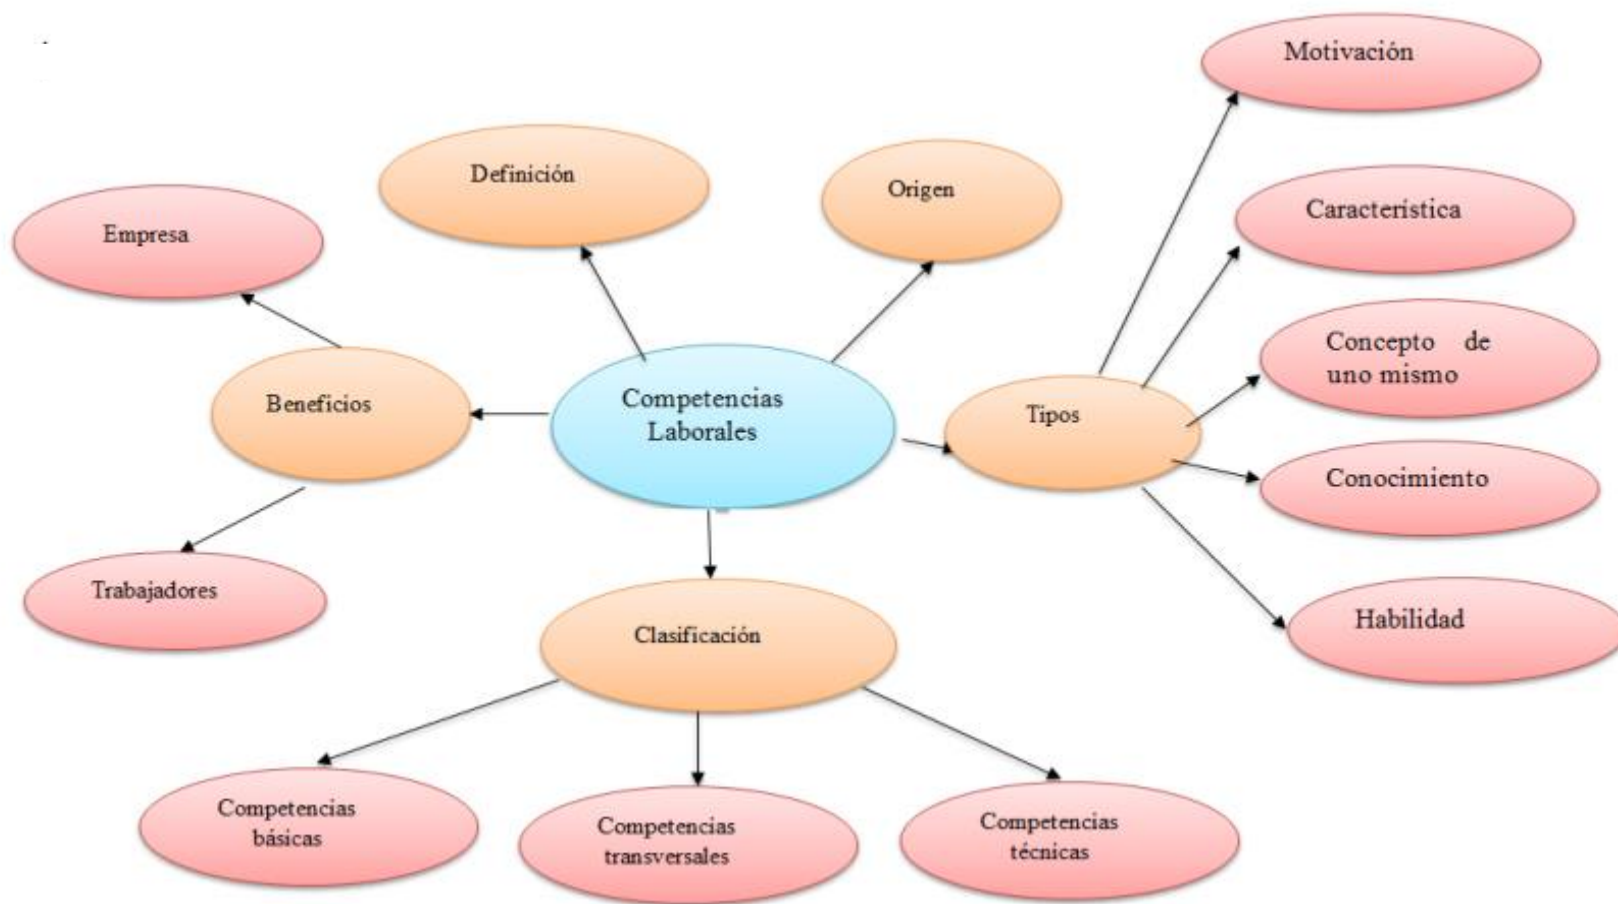 Motivación
Definición
Origen
Característica
Empresa
Concepto de
uno mismo
Beneficios
Competencias
Laborales
Tipos
Conocimiento
Trabajadores
Clasificación
Habilidad
Competencias
básicas
Competencias
transversales
Competencias
técnicas